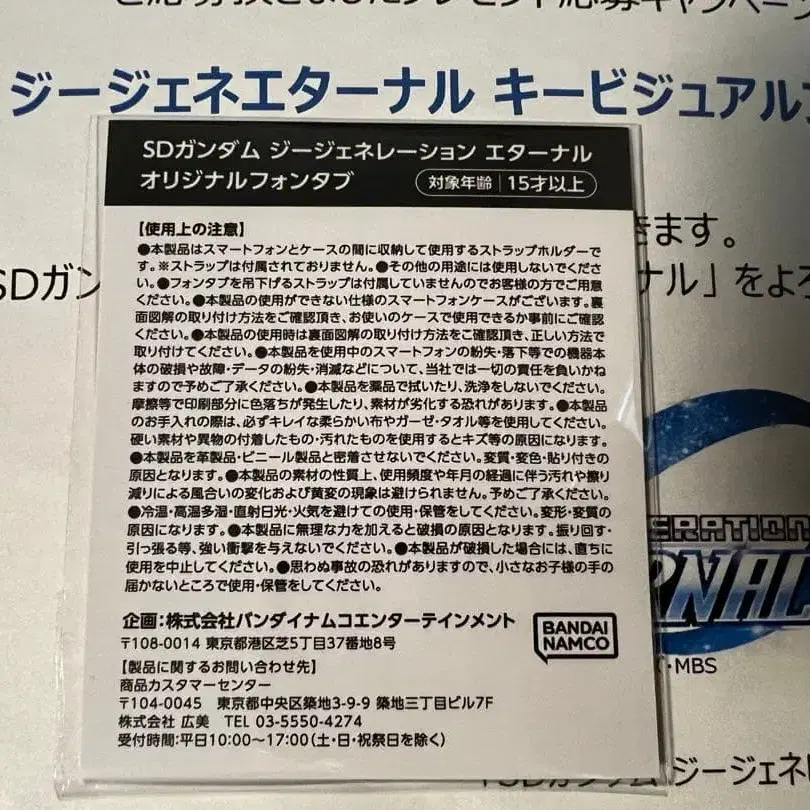 ジージェネエターナル キービジュアル
SDガンダム ジージェネレーション エターナル
オリジナルフォンタブ
対象年齢 15才以上
【使用上の注意】
●本製品はスマートフォンとケースの間に収納して使用するストラップホルダーで
す。※ストラップは付属されておりません。●その他の用途には使用しないでくださ
い。●フォンタブを吊下げるストラップは付属していませんのでお客様の方でご用意
ください。●本製品の使用ができない仕様のスマートフォンケースがございます。裏
面図解の取り付け方法をご確認頂き、お使いのケースで使用できるか事前にご確認
ください。●本製品の使用時は裏面図解の取り付け方法をご確認頂き、正しい方法で
取り付けてください。●本製品を使用中のスマートフォンの紛失・落下等での機器本
体の破損や故障・データの紛失・消滅などについて、当社では一切の責任を負いかね
ますので予めご了承ください。●本製品を薬品で拭いたり、洗浄をしないでください。
摩擦等で印刷部分に色落ちが発生したり、素材が劣化する恐れがあります。●本製品
のお手入れの際は、必ずキレイな柔らかい布やガーゼ・タオル等を使用してください。
硬い素材や異物の付着したもの・汚れたものを使用するとキズ等の原因になります。
●本製品を革製品・ビニール製品と密着させないでください。変質・変色・貼り付きの
原因となります。●本製品の素材の性質上、使用頻度や年月の経過に伴う汚れや擦り
減りによる風合いの変化および黄変の現象は避けられません。予めご了承ください。
●冷温・高温多湿・直射日光・火気を避けての使用・保管をしてください。変形・変質の
原因になります。●本製品に無理な力を加えると破損の原因となります。振り回す・
引っ張る等、強い衝撃を与えないでください。●本製品が破損した場合には、直ちに
使用を中止してください。●思わぬ事故の恐れがありますので、小さなお子様の手の
届かないところで使用・保管をしてください。
企画:株式会社バンダイナムコエンターテインメント
〒108-0014 東京都港区芝5丁目37番地8号
BANDAI
NAMCO
【製品に関するお問い合わせ先】
商品カスタマーセンター
〒104-0045 東京都中央区築地3-9-9 築地三丁目ビル7F
株式会社 広美 TEL 03-5550-4274
受付時間:平日10:00〜17:00(土・日・祝祭日を除く)
きます。
SDガン
ナル」をよろ
ERATION
RNAL
・MBS
ジージェネ